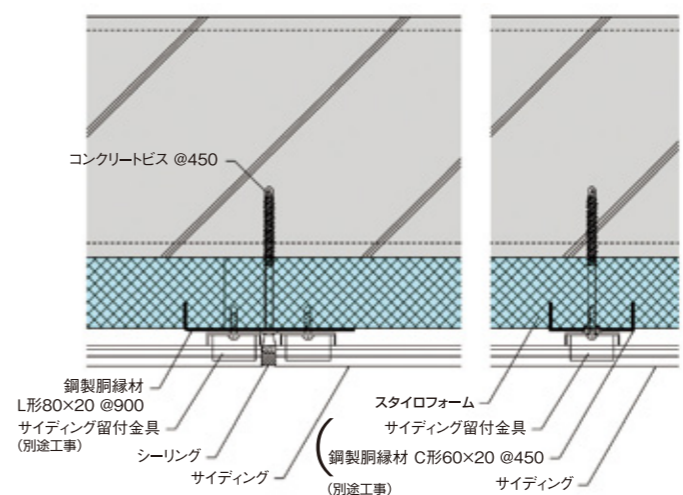 コンクリートビス @450
鋼製胴縁材
L形80×20 @900
サイディング留付金具
(別途工事)
シーリング
サイディング
スタイロフォーム
サイディング留付金具
鋼製胴縁材 C形60×20 @450
(別途工事)
サイディング